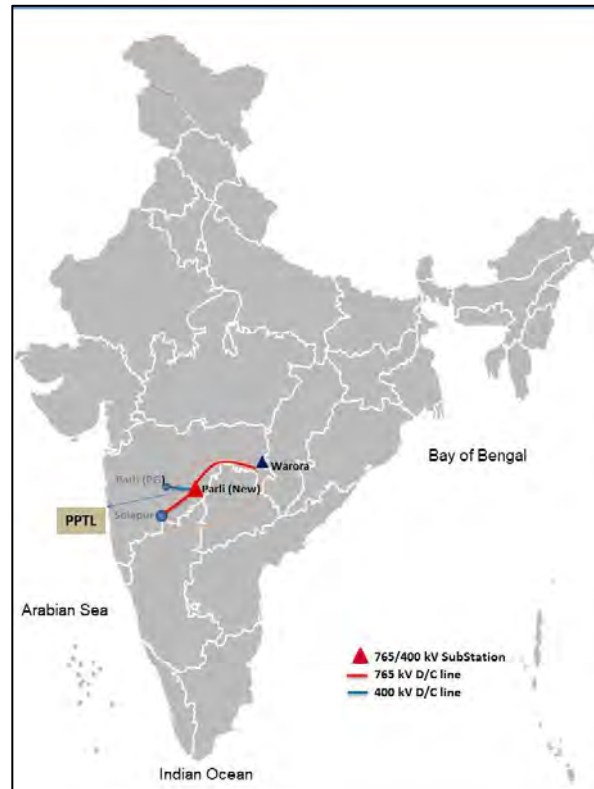 Warora
Bay of Bengal
Parli (PG)
Parli (New)
Solapur
PPTL
Arabian Sea
765/400 kV SubStation
765 kV D/C line
400 kV D/C line
Indian Ocean